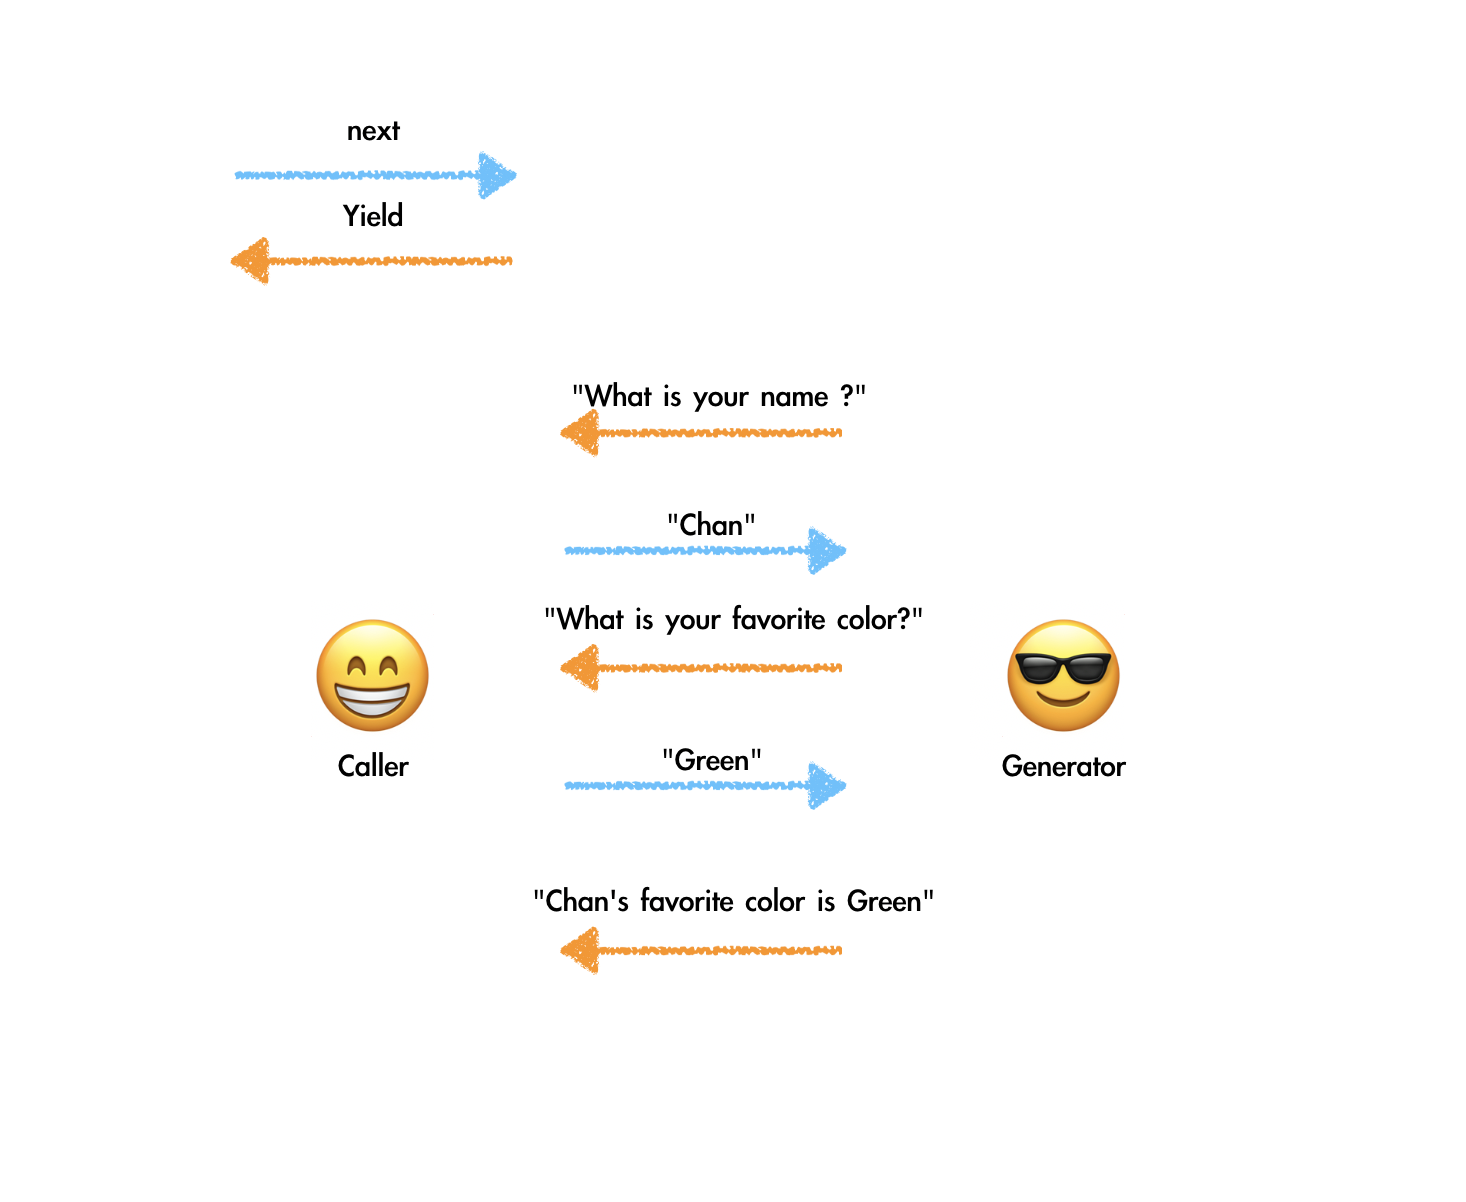 next
Yield
"What is your name ?"
"Chan"
"What is your favorite color?"
"Green"
Caller
Generator
"Chan's favorite color is Green"